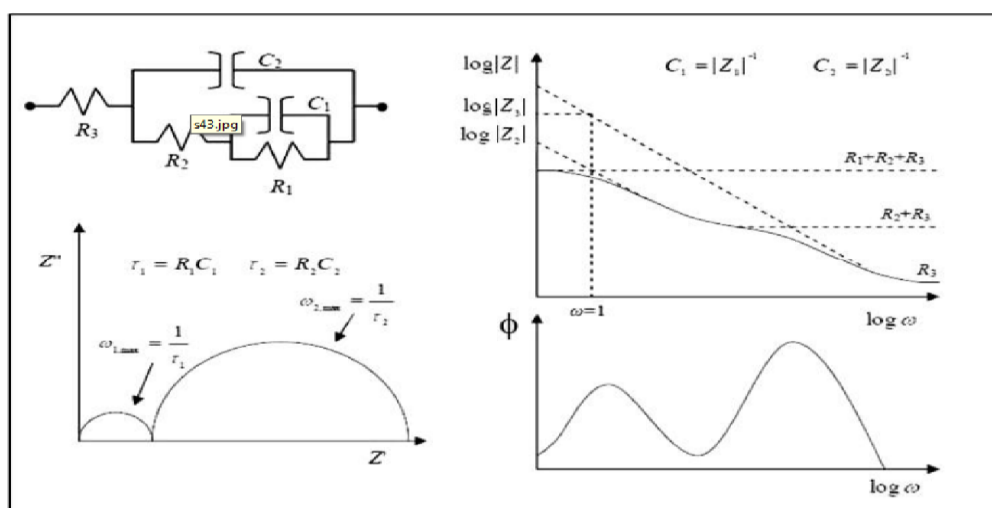 C₂
C₁
R₃
s43.jpg
R₂
R₁
log|Z|
C₁ = |Z₁|⁻¹
C₂ = |Z₂|⁻¹
log|Z₁|
log |Z₂|
R₁+R₂+R₃
R₂+R₃
R₃
ω=1
log ω
Z"
τ₁ = R₁C₁
τ₂ = R₂C₂
ω₂,max = 1/τ₂
ω₁,max = 1/τ₁
Z'
ϕ
log ω